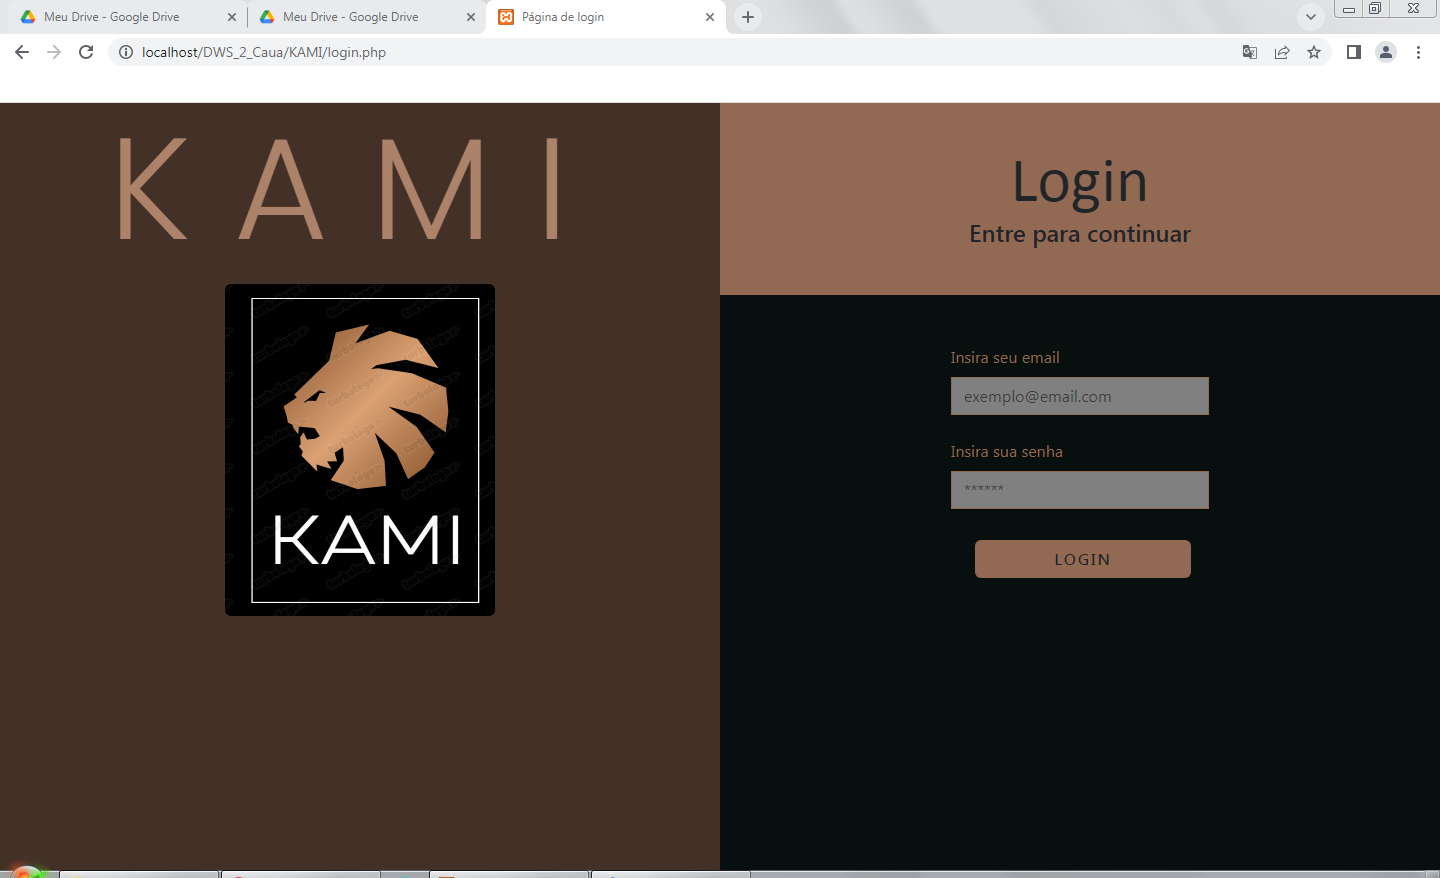 Meu Drive - Google Drive
Meu Drive - Google Drive
Página de login
localhost/DWS_2_Caua/KAMI/login.php
KAMI
KAMI
Login
Entre para continuar
Insira seu email
exemplo@email.com
Insira sua senha
******
LOGIN